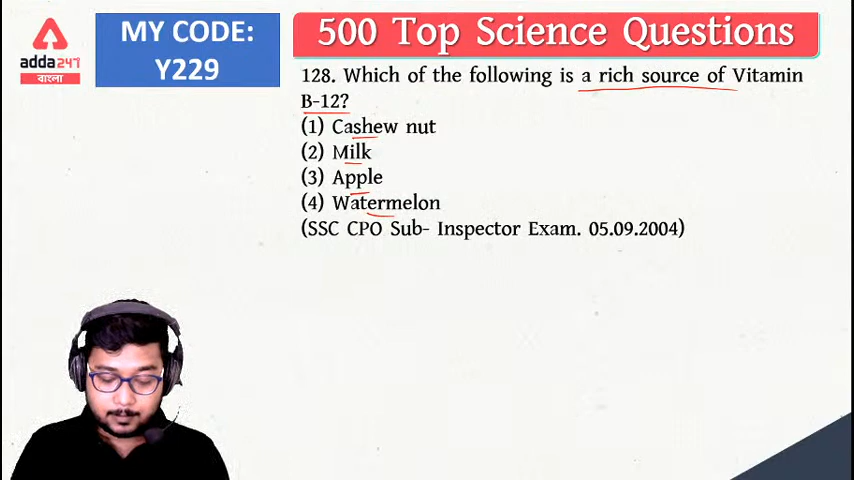 adda247
বাংলা
MY CODE:
Y229
500 Top Science Questions
128. Which of the following is a rich source of Vitamin
B-12?
(1) Cashew nut
(2) Milk
(3) Apple
(4) Watermelon
(SSC CPO Sub- Inspector Exam. 05.09.2004)